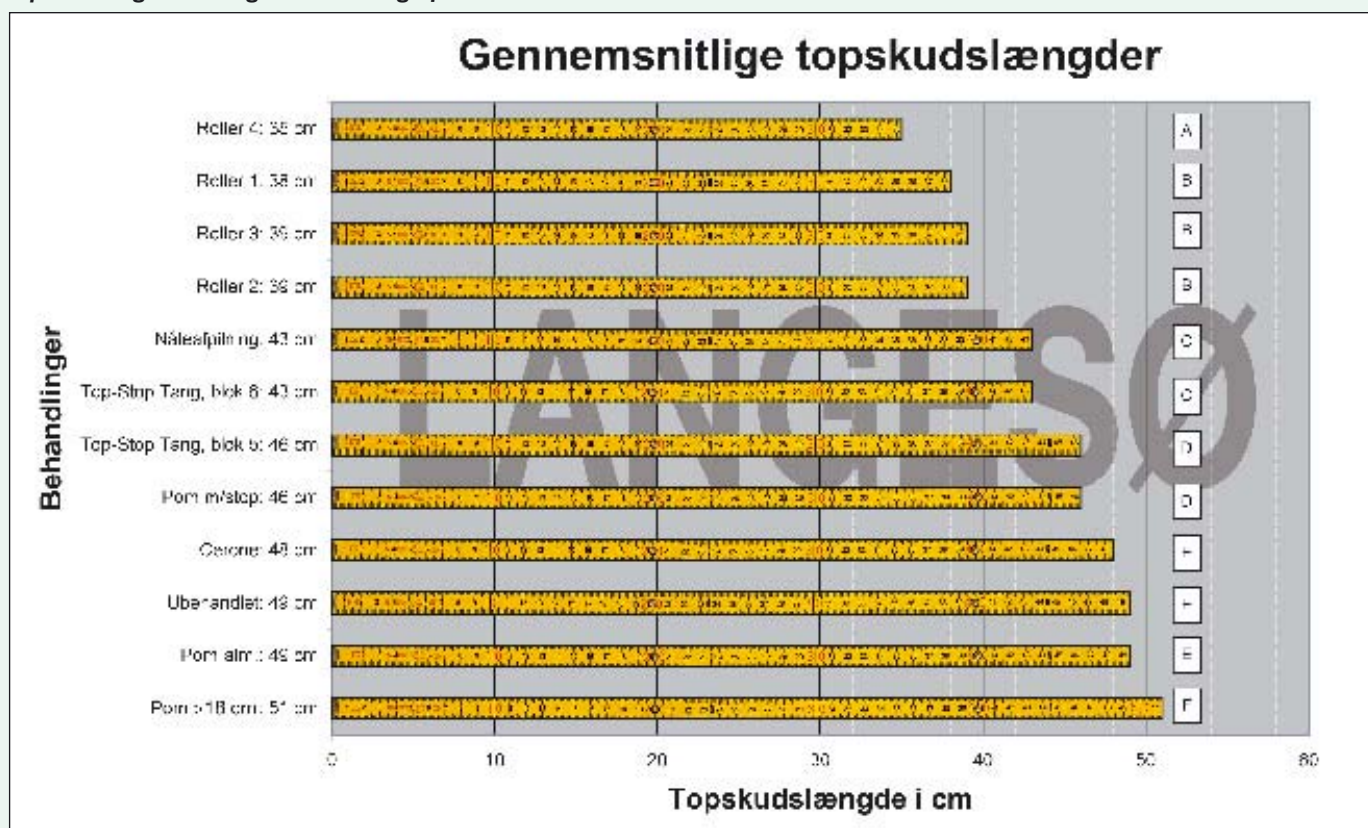 Gennemsnitlige topskudslængder
Behandlinger
Roller 4: 35 cm
A
Roller 1: 38 cm
B
Roller 3: 39 cm
B
Roller 2: 39 cm
B
Nåleafpilning: 43 cm
C
Top-Stop Tang, blok 6: 43 cm
C
Top-Stop Tang, blok 5: 46 cm
D
Pom m/stop: 46 cm
D
Cerone: 48 cm
E
Ubehandlet: 49 cm
E
Pom alm.: 49 cm
E
Pom >18 cm: 51 cm
F
LANGESØ
0 10 20 30 40 50 60
Topskudslængde i cm